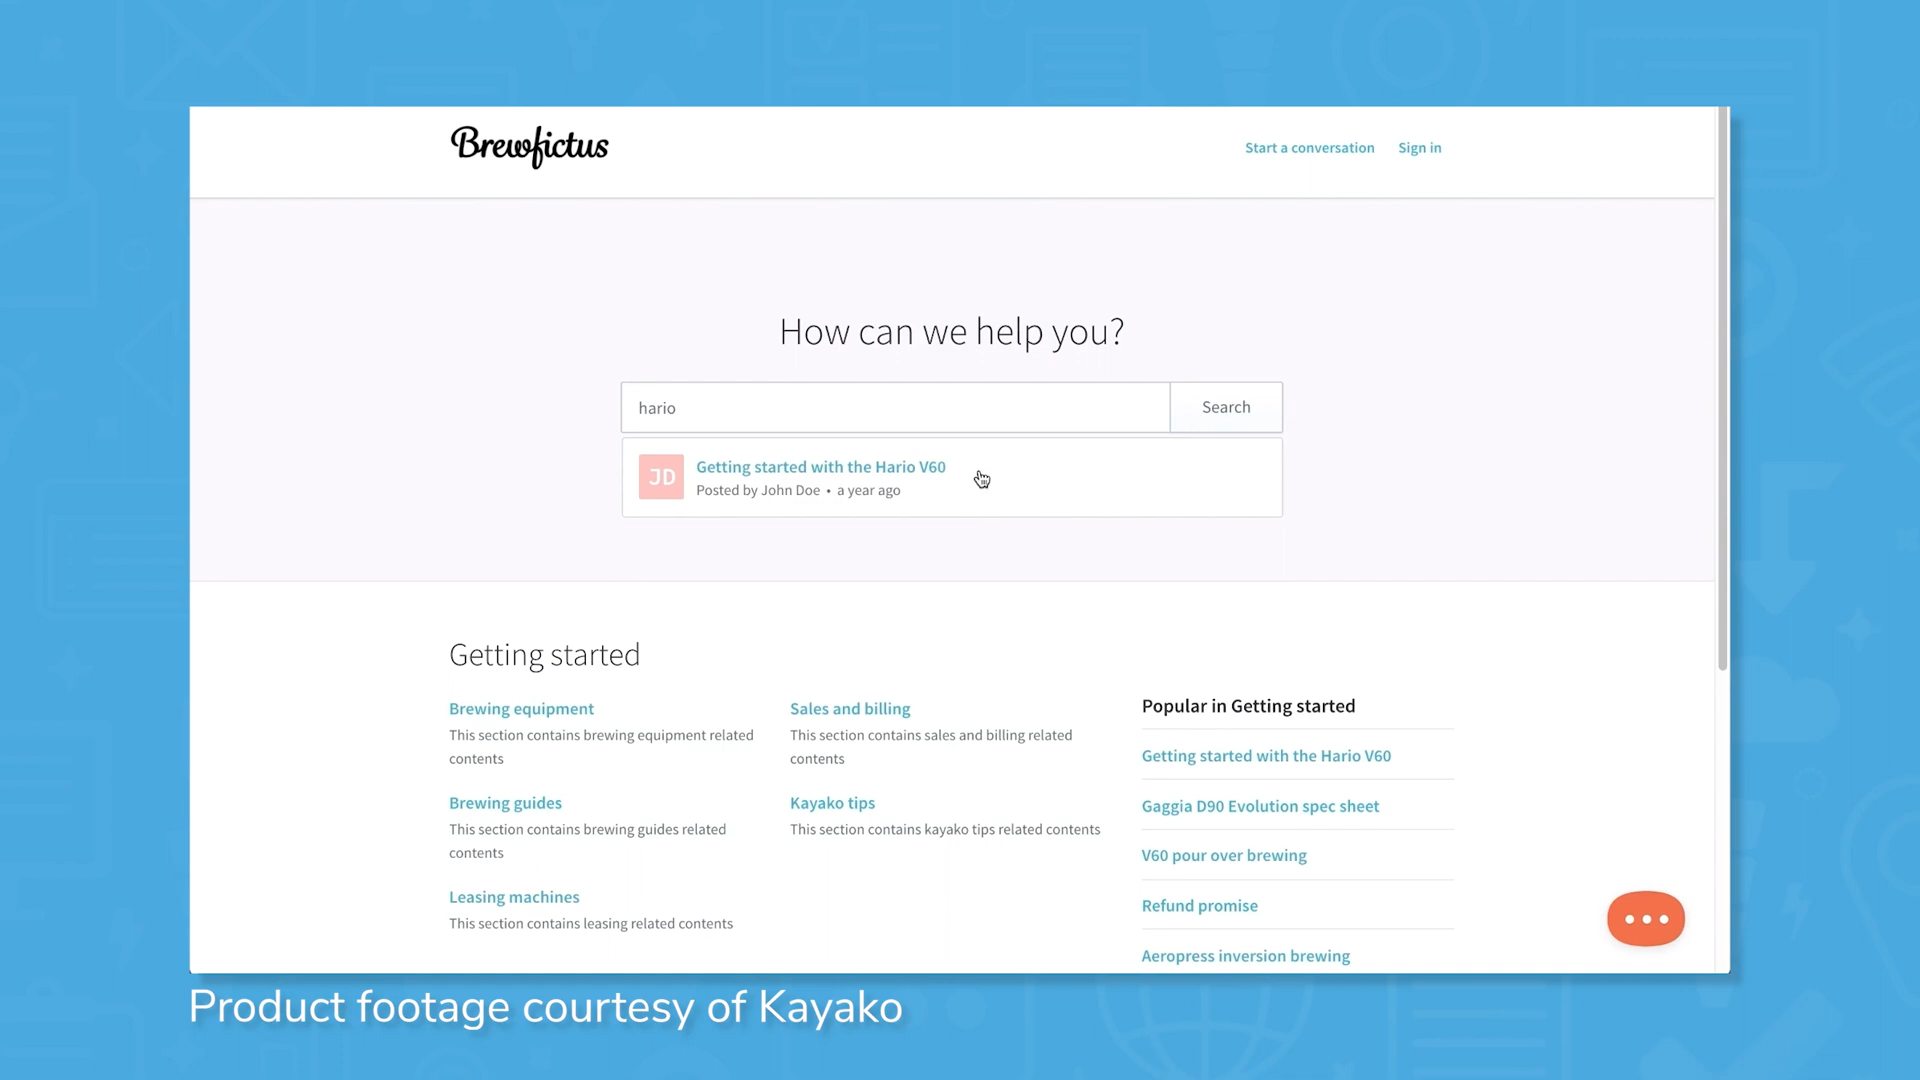 Brewfictus
Start a conversation
Sign in
How can we help you?
hario
Search
JD
Getting started with the Hario V60
Posted by John Doe • a year ago
Getting started
Brewing equipment
This section contains brewing equipment related
contents
Brewing guides
This section contains brewing guides related
contents
Leasing machines
This section contains leasing related contents
Sales and billing
This section contains sales and billing related
contents
Kayako tips
This section contains kayako tips related contents
Popular in Getting started
Getting started with the Hario V60
Gaggia D90 Evolution spec sheet
V60 pour over brewing
Refund promise
Aeropress inversion brewing
Product footage courtesy of Kayako